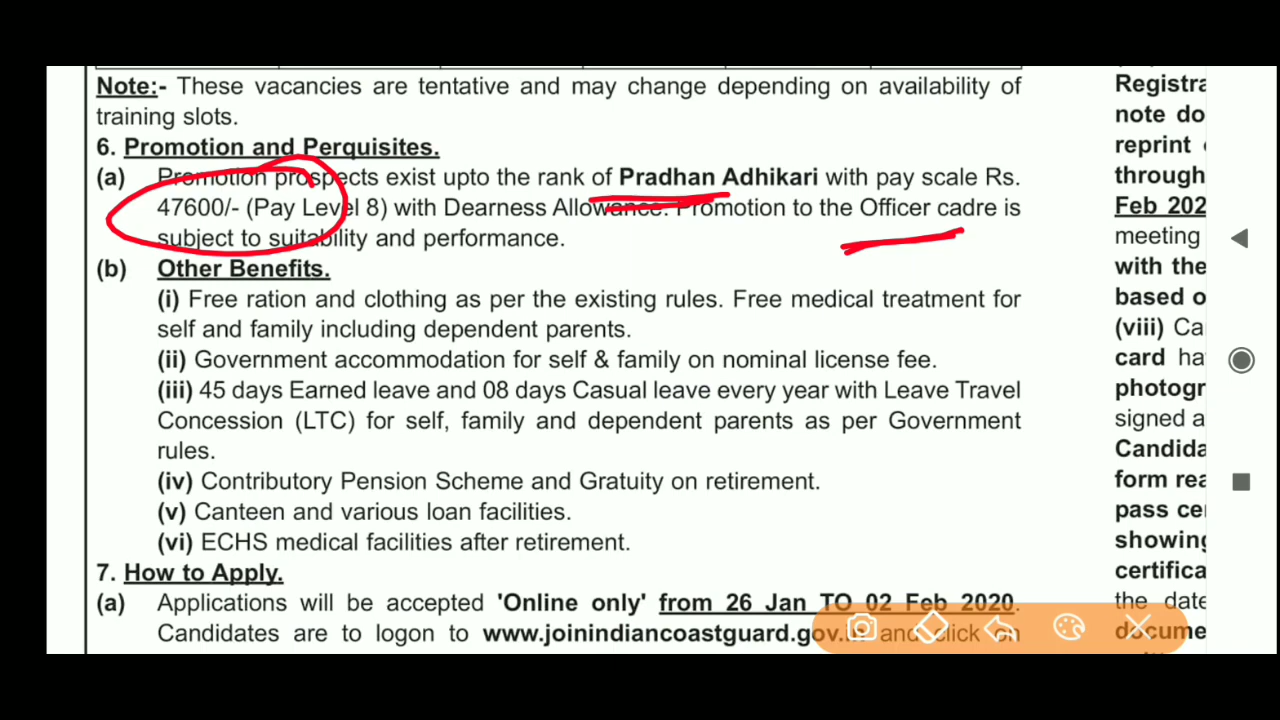 Note:- These vacancies are tentative and may change depending on availability of
training slots.
6. Promotion and Perquisites.
(a) Promotion prospects exist upto the rank of Pradhan Adhikari with pay scale Rs.
47600/- (Pay Level 8) with Dearness Allowance. Promotion to the Officer cadre is
subject to suitability and performance.
(b) Other Benefits.
(i) Free ration and clothing as per the existing rules. Free medical treatment for
self and family including dependent parents.
(ii) Government accommodation for self & family on nominal license fee.
(iii) 45 days Earned leave and 08 days Casual leave every year with Leave Travel
Concession (LTC) for self, family and dependent parents as per Government
rules.
(iv) Contributory Pension Scheme and Gratuity on retirement.
(v) Canteen and various loan facilities.
(vi) ECHS medical facilities after retirement.
7. How to Apply.
(a) Applications will be accepted 'Online only' from 26 Jan TO 02 Feb 2020.
Candidates are to logon to www.joinindiancoastguard.gov.in and click on
Registra
note do
reprint
through
Feb 202
meeting
with the
based o
(viii) Ca
card ha
photogr
signed a
Candida
form rea
pass ce
showing
certifica
the date
docume